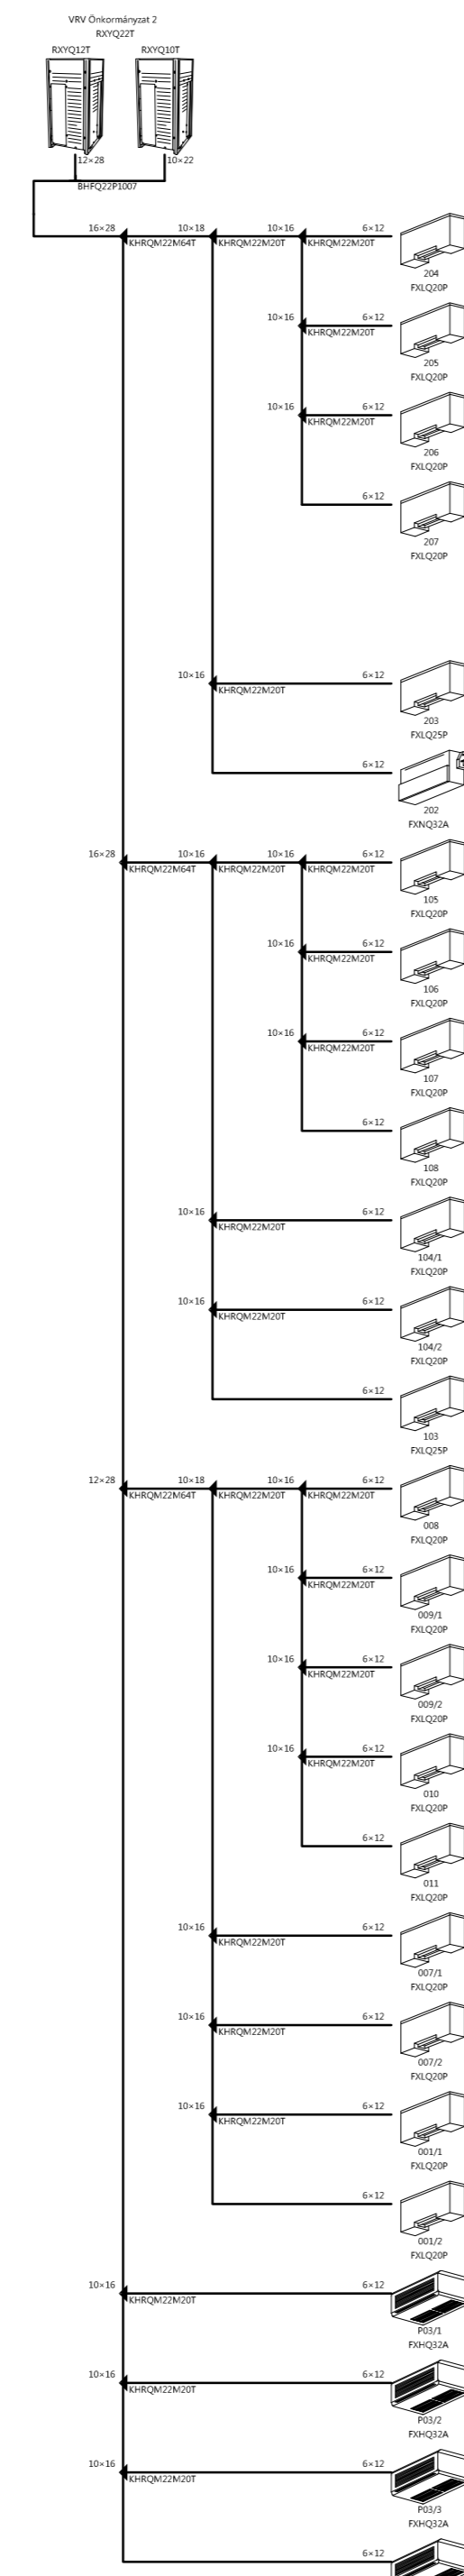 VRV Önkormányzat 2
RXYQ22T
RXYQ12T RXYQ10T
12×28 10×22
BHFQ22P1007
16×28 10×18 10×16 6×12
KHRQM22M64T KHRQM22M20T KHRQM22M20T
204
FXLQ20P
10×16 6×12
KHRQM22M20T
205
FXLQ20P
10×16 6×12
KHRQM22M20T
206
FXLQ20P
6×12
207
FXLQ20P
10×16 6×12
KHRQM22M20T
203
FXLQ25P
6×12
202
FXNQ32A
16×28 10×16 10×16 6×12
KHRQM22M64T KHRQM22M20T KHRQM22M20T
105
FXLQ20P
10×16 6×12
KHRQM22M20T
106
FXLQ20P
10×16 6×12
KHRQM22M20T
107
FXLQ20P
6×12
108
FXLQ20P
10×16 6×12
KHRQM22M20T
104/1
FXLQ20P
10×16 6×12
KHRQM22M20T
104/2
FXLQ20P
6×12
103
FXLQ25P
12×28 10×18 10×16 6×12
KHRQM22M64T KHRQM22M20T KHRQM22M20T
008
FXLQ20P
10×16 6×12
KHRQM22M20T
009/1
FXLQ20P
10×16 6×12
KHRQM22M20T
009/2
FXLQ20P
10×16 6×12
KHRQM22M20T
010
FXLQ20P
6×12
011
FXLQ20P
10×16 6×12
KHRQM22M20T
007/1
FXLQ20P
10×16 6×12
KHRQM22M20T
007/2
FXLQ20P
10×16 6×12
KHRQM22M20T
001/1
FXLQ20P
6×12
001/2
FXLQ20P
10×16 6×12
KHRQM22M20T
P03/1
FXHQ32A
10×16 6×12
KHRQM22M20T
P03/2
FXHQ32A
10×16 6×12
KHRQM22M20T
P03/3
FXHQ32A
6×12